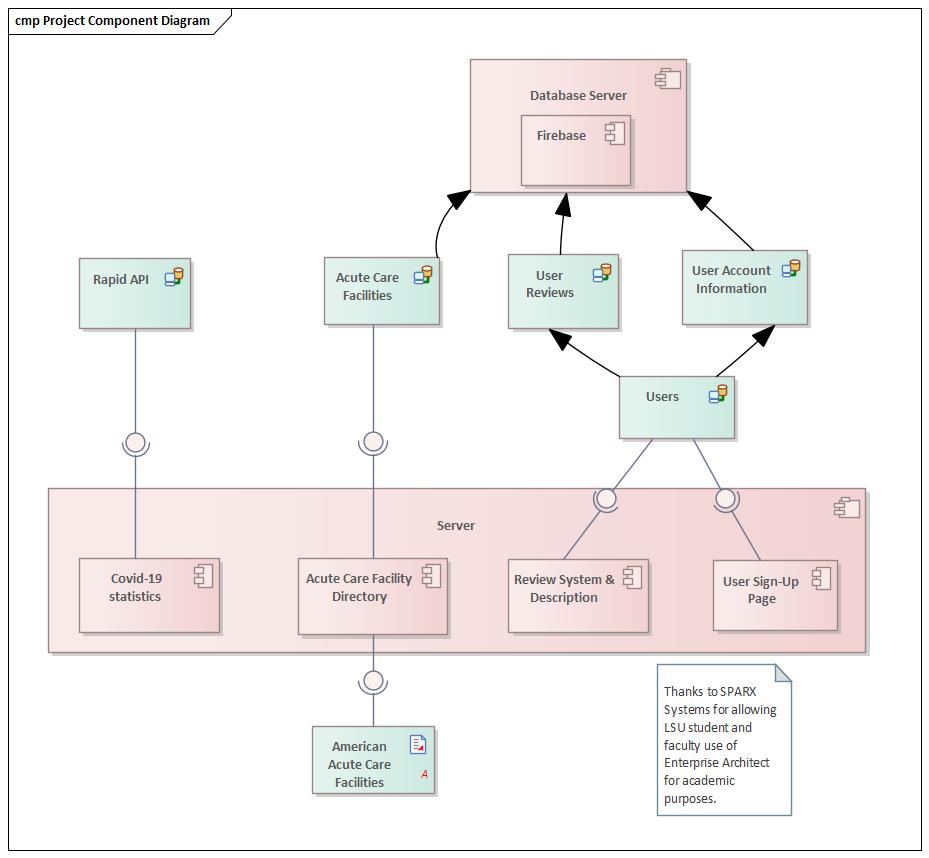 cmp Project Component Diagram
Database Server
Firebase
Rapid API
Acute Care
Facilities
User
Reviews
User Account
Information
Users
Server
Covid-19
statistics
Acute Care Facility
Directory
Review System &
Description
User Sign-Up
Page
American
Acute Care
Facilities
A
Thanks to SPARX
Systems for allowing
LSU student and
faculty use of
Enterprise Architect
for academic
purposes.